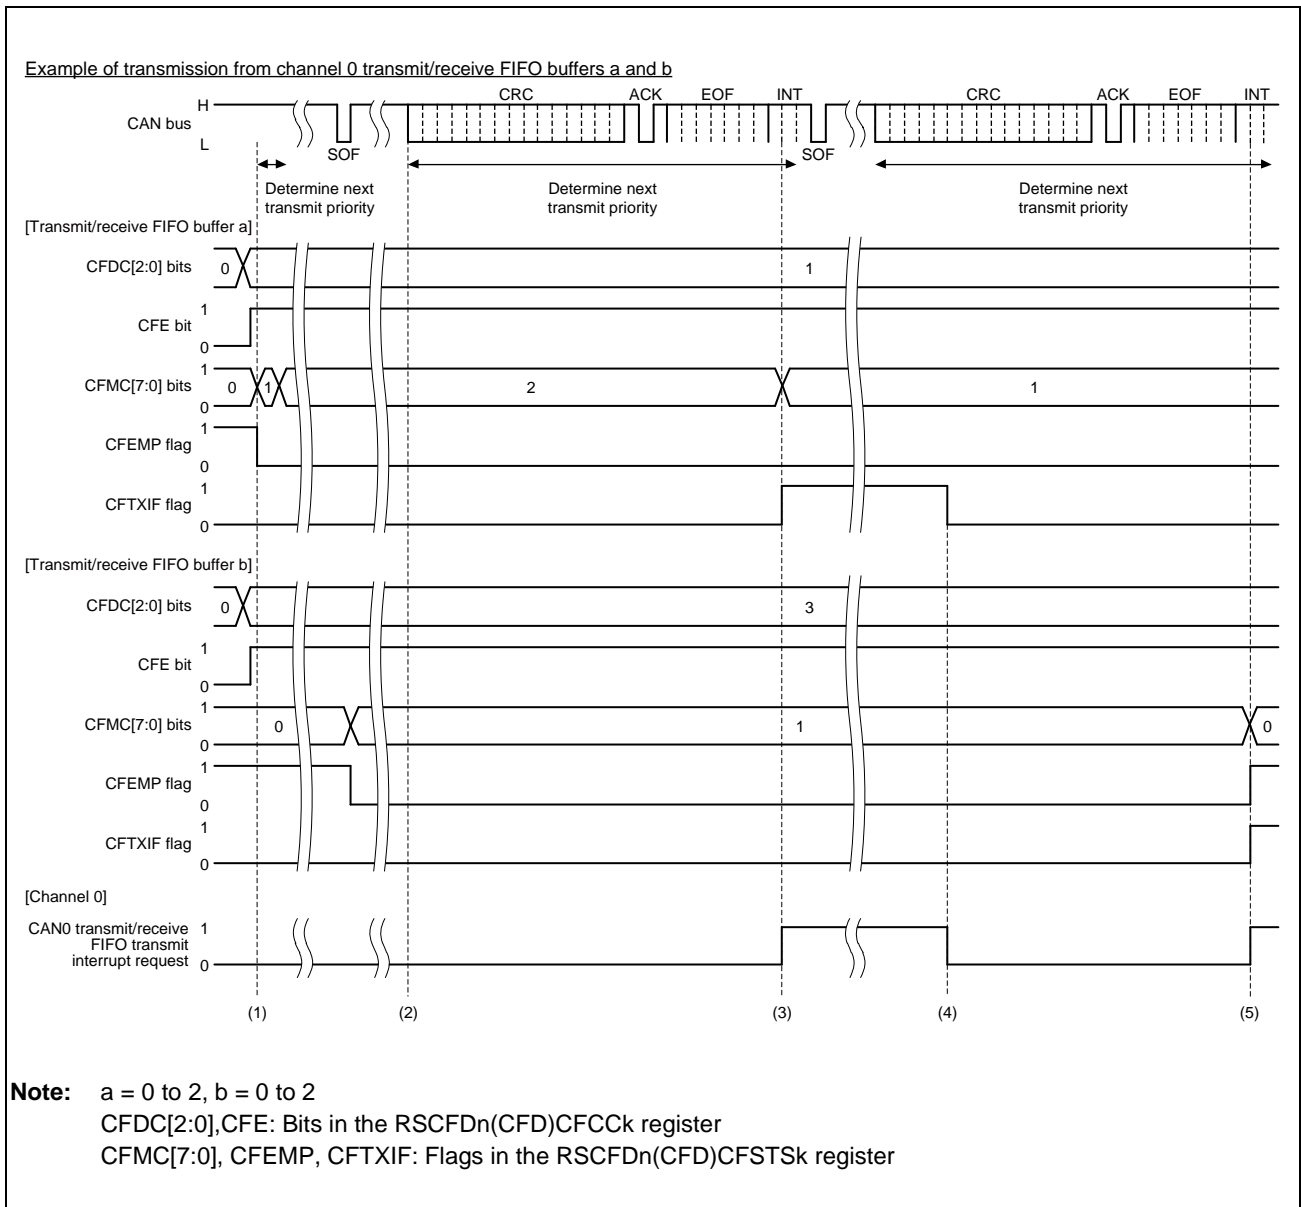 Example of transmission from channel 0 transmit/receive FIFO buffers a and b
CRC ACK EOF INT CRC ACK EOF INT
H
CAN bus
L
SOF SOF
Determine next
transmit priority
Determine next
transmit priority
Determine next
transmit priority
[Transmit/receive FIFO buffer a]
CFDC[2:0] bits 0 1
1
CFE bit
0
1
CFMC[7:0] bits 0 1 2 1
0
1
CFEMP flag
0
1
CFTXIF flag
0
[Transmit/receive FIFO buffer b]
CFDC[2:0] bits 0 3
1
CFE bit
0
1
CFMC[7:0] bits 0 1 0
0
1
CFEMP flag
0
1
CFTXIF flag
0
[Channel 0]
CAN0 transmit/receive 1
FIFO transmit
interrupt request 0
(1) (2) (3) (4) (5)
Note: a = 0 to 2, b = 0 to 2
CFDC[2:0],CFE: Bits in the RSCFDn(CFD)CFCCk register
CFMC[7:0], CFEMP, CFTXIF: Flags in the RSCFDn(CFD)CFSTSk register